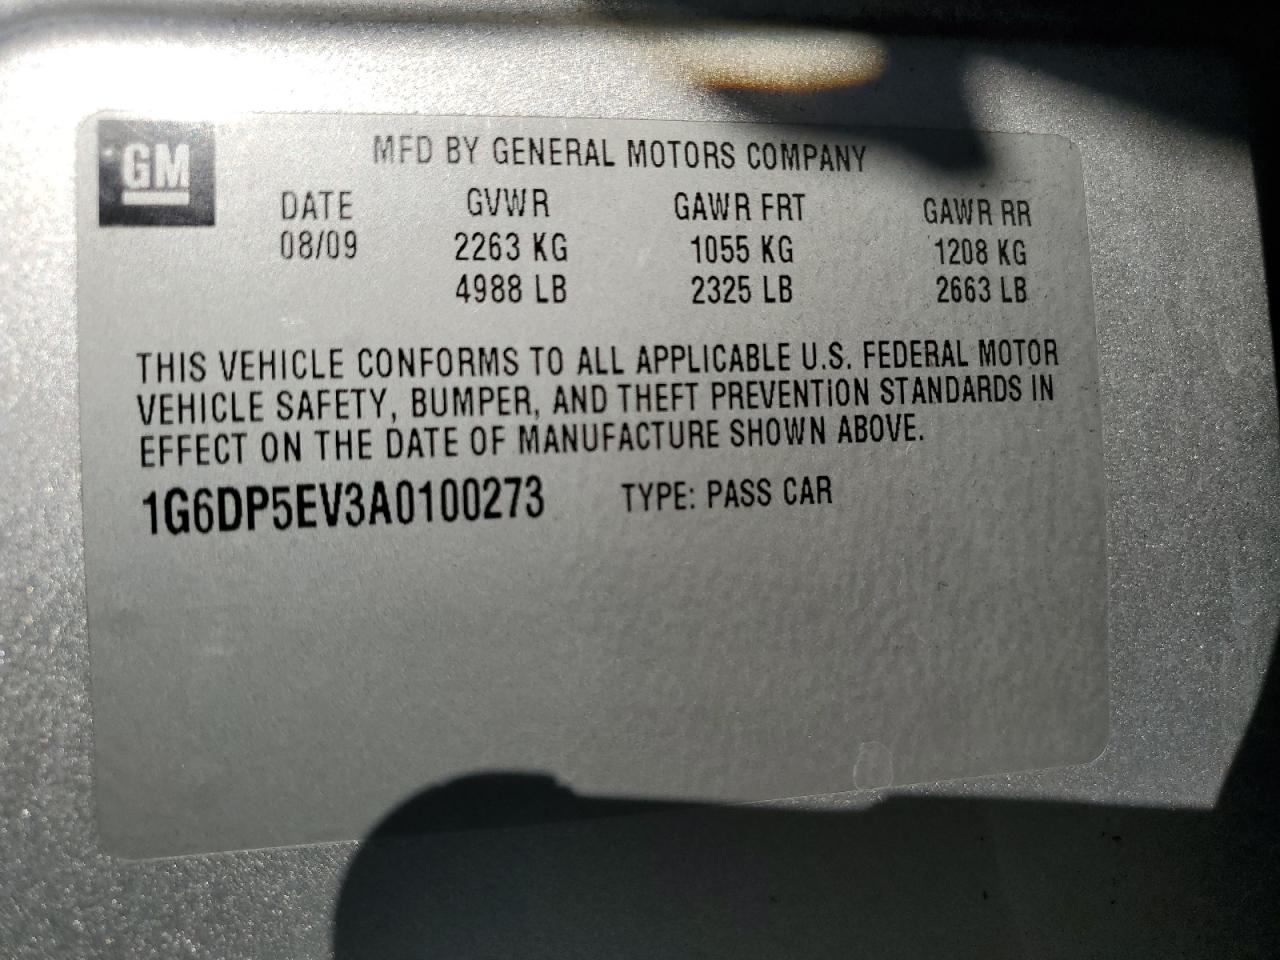 GM
MFD BY GENERAL MOTORS COMPANY
DATE GVWR GAWR FRT GAWR RR
08/09 2263 KG 1055 KG 1208 KG
4988 LB 2325 LB 2663 LB
THIS VEHICLE CONFORMS TO ALL APPLICABLE U.S. FEDERAL MOTOR
VEHICLE SAFETY, BUMPER, AND THEFT PREVENTION STANDARDS IN
EFFECT ON THE DATE OF MANUFACTURE SHOWN ABOVE.
1G6DP5EV3A0100273 TYPE: PASS CAR